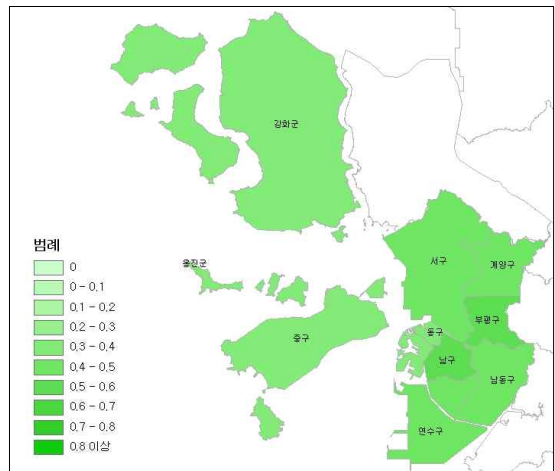 강화군
옹진군
중구
서구
계양구
부평구
동구
남구
남동구
연수구
범례
0
0 - 0.1
0.1 - 0.2
0.2 - 0.3
0.3 - 0.4
0.4 - 0.5
0.5 - 0.6
0.6 - 0.7
0.7 - 0.8
0.8 이상